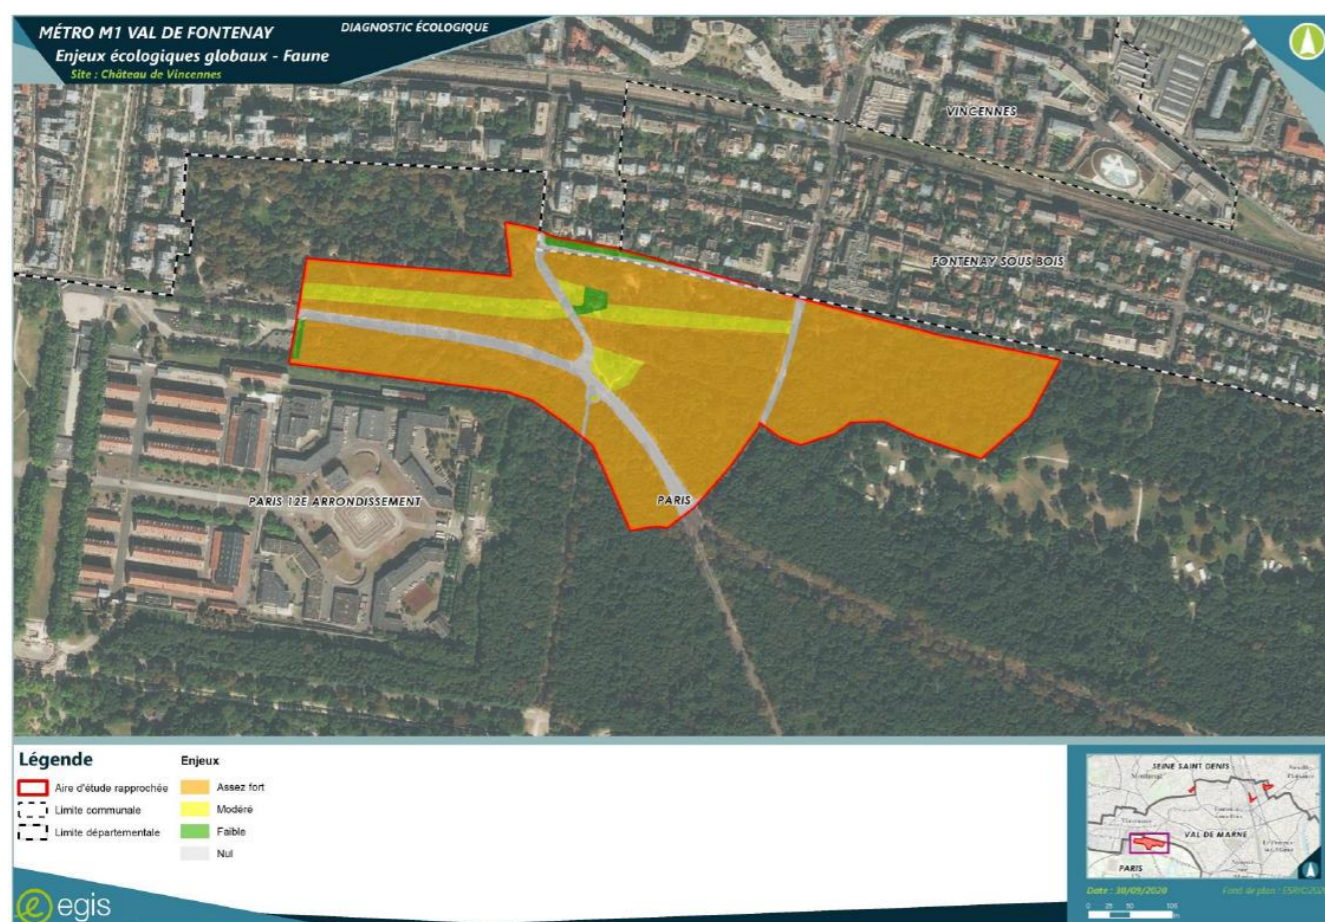 MÉTRO M1 VAL DE FONTENAY
DIAGNOSTIC ÉCOLOGIQUE
Enjeux écologiques globaux - Faune
Site : Château de Vincennes
VINCENNES
FONTENAY SOUS BOIS
PARIS 12E ARRONDISSEMENT
PARIS
Légende
Aire d'étude rapprochée
Limite communale
Limite départementale
Enjeux
Assez fort
Modéré
Faible
Nul
SEINE SAINT DENIS
VAL DE MARNE
PARIS
Date : 30/09/2020
egis